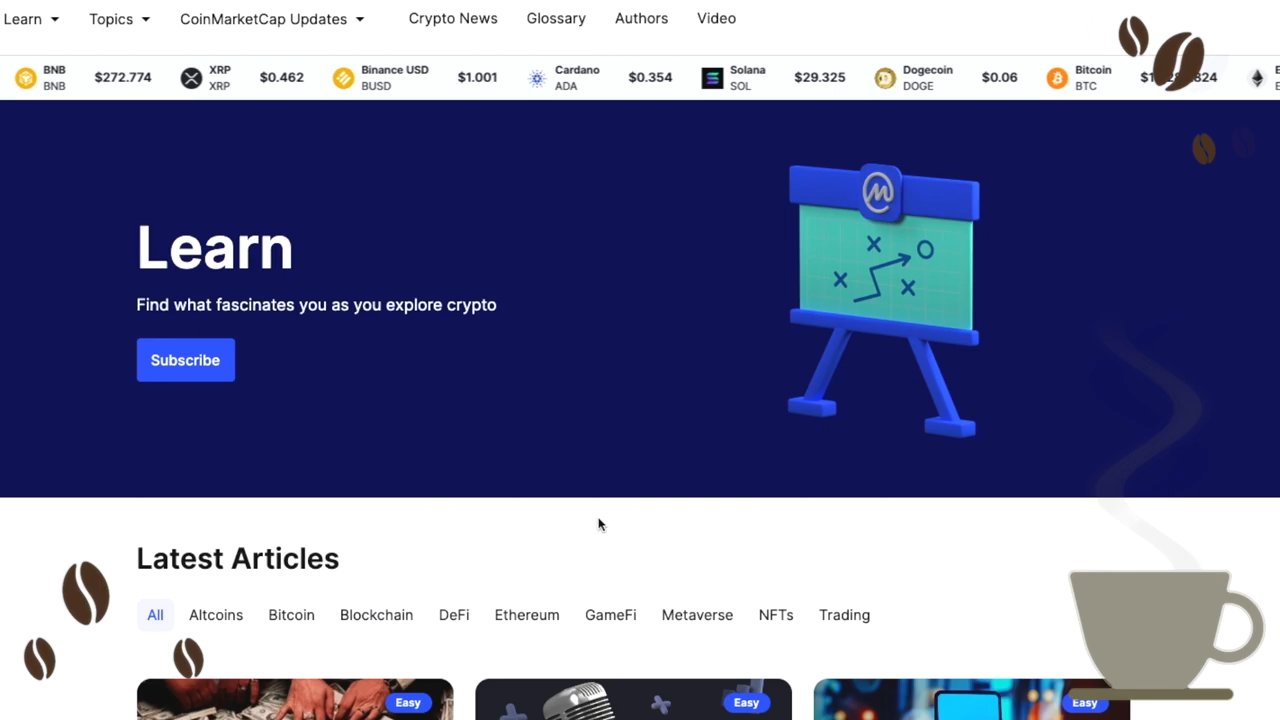 Learn Topics CoinMarketCap Updates Crypto News Glossary Authors Video
BNB BNB $272.774 XRP XRP $0.462 Binance USD BUSD $1.001 Cardano ADA $0.354 Solana SOL $29.325 Dogecoin DOGE $0.06 Bitcoin BTC
Learn
Find what fascinates you as you explore crypto
Subscribe
Latest Articles
All Altcoins Bitcoin Blockchain DeFi Ethereum GameFi Metaverse NFTs Trading
Easy Easy Easy